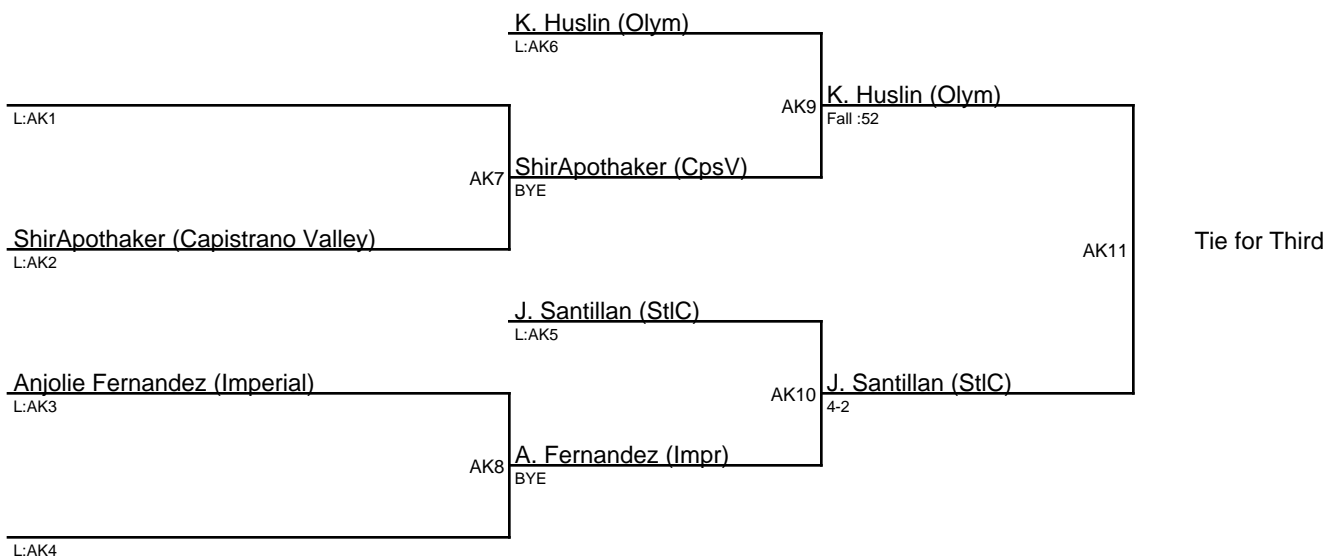 K. Huslin (Olym)
L:AK6
AK9
K. Huslin (Olym)
Fall :52
L:AK1
AK7
ShirApothaker (CpsV)
BYE
ShirApothaker (Capistrano Valley)
L:AK2
AK11
Tie for Third
J. Santillan (StlC)
L:AK5
Anjolie Fernandez (Imperial)
L:AK3
AK10
J. Santillan (StlC)
4-2
AK8
A. Fernandez (Impr)
BYE
L:AK4